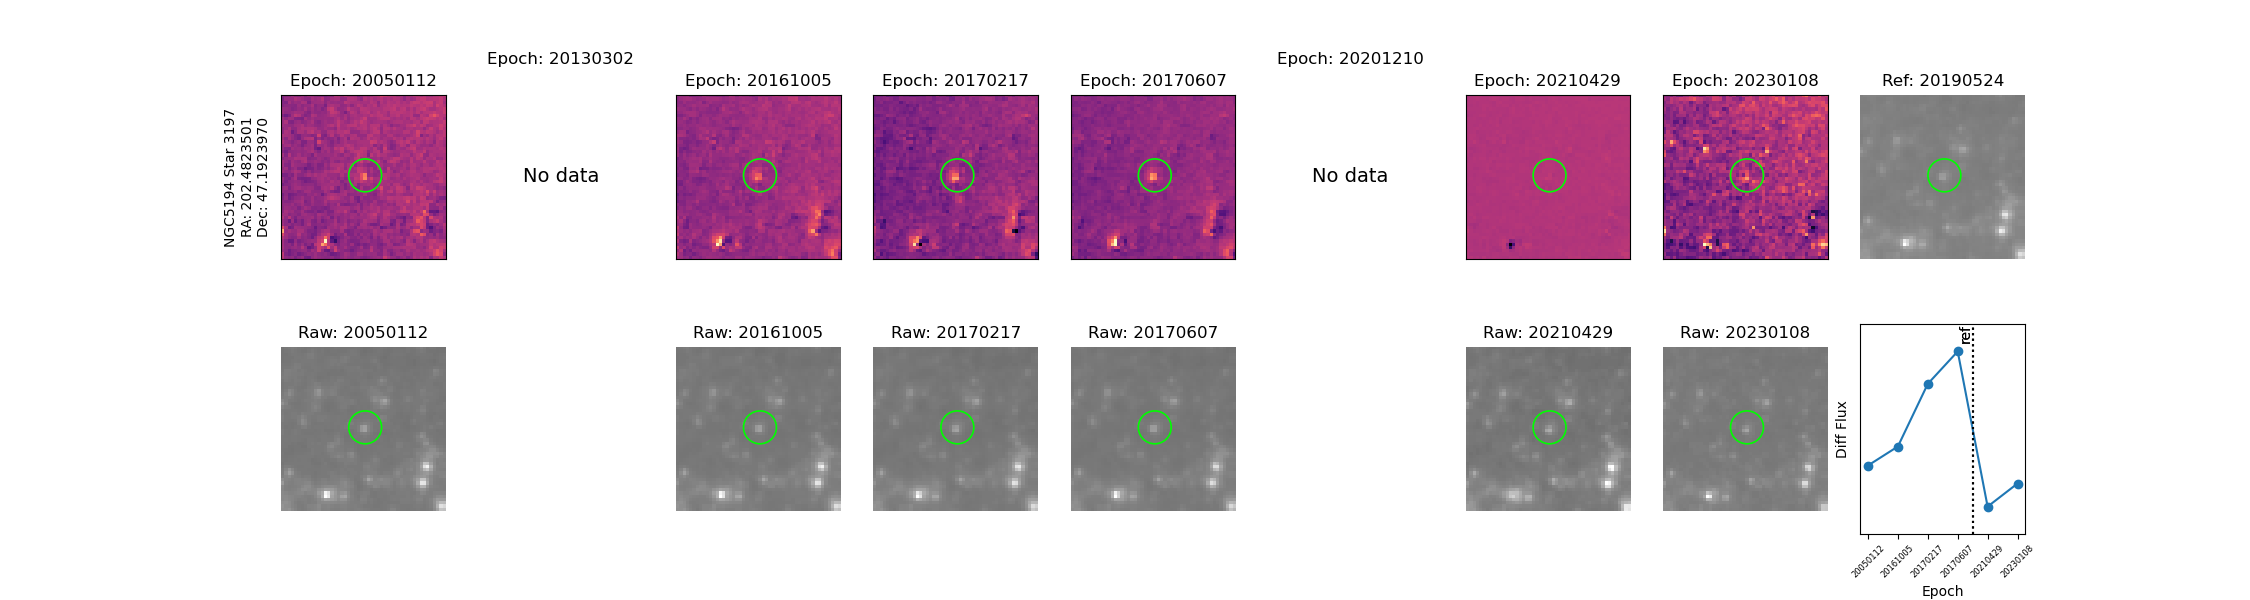 Epoch: 20130302
Epoch: 20201210
Epoch: 20050112
Epoch: 20161005
Epoch: 20170217
Epoch: 20170607
Epoch: 20210429
Epoch: 20230108
Ref: 20190524
NGC5194 Star 3197
RA: 202.4823501
Dec: 47.1923970
No data
No data
Raw: 20050112
Raw: 20161005
Raw: 20170217
Raw: 20170607
Raw: 20210429
Raw: 20230108
ref
Diff Flux
20050112
20161005
20170217
20170607
20210429
20230108
Epoch